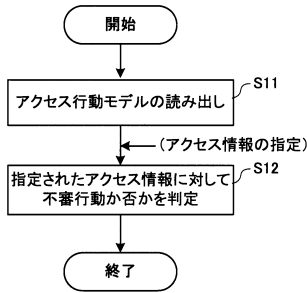 開始
S11
アクセス行動モデルの読み出し
(アクセス情報の指定)
S12
指定されたアクセス情報に対して
不審行動か否かを判定
終了